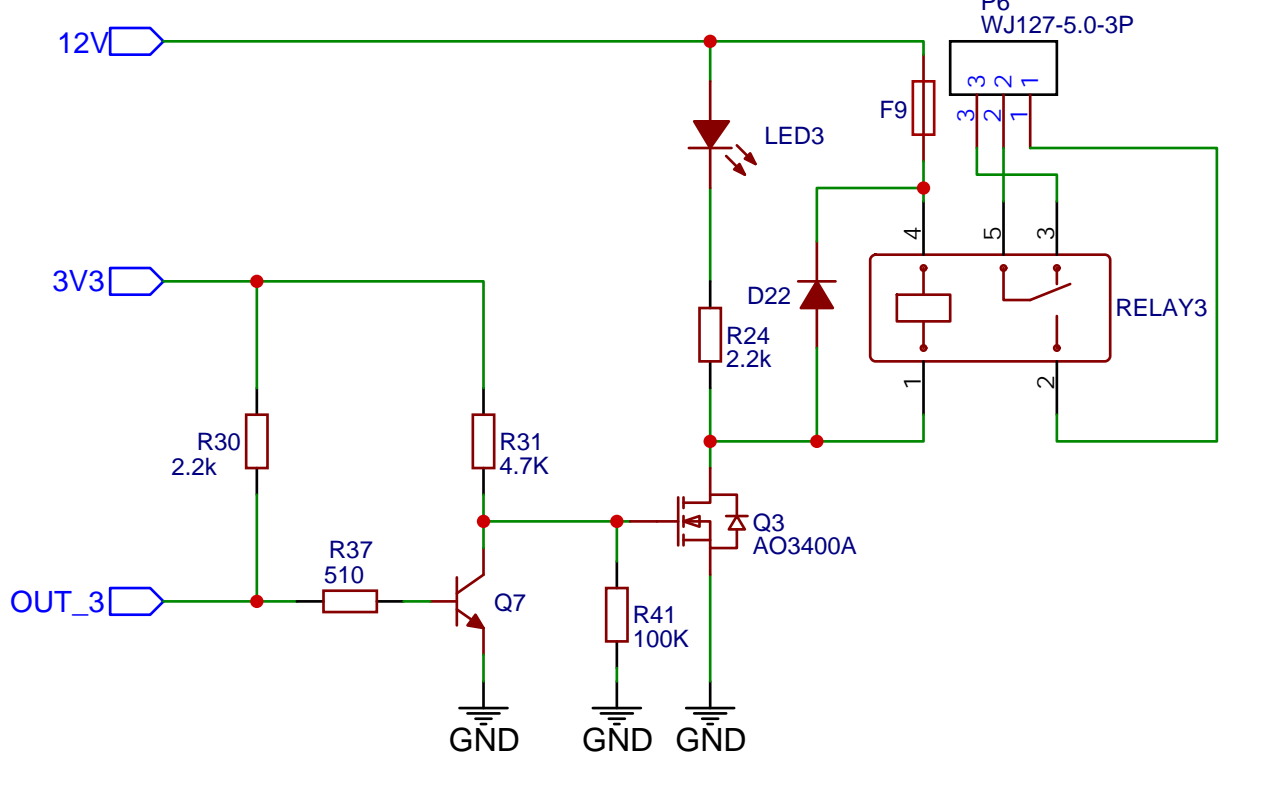 P6
WJ127-5.0-3P
12V
3
2
1
3
2
1
F9
LED3
4
5
3
3V3
D22
RELAY3
R24
2.2k
1
2
R30
2.2k
R31
4.7K
Q3
AO3400A
R37
510
OUT_3
Q7
R41
100K
GND
GND
GND